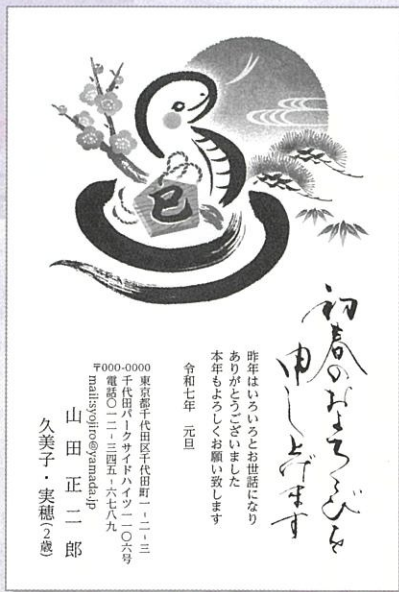 巳
初春のおよろこびを
申し上げます
昨年はいろいろとお世話になり
ありがとうございました
本年もよろしくお願い致します
令和七年 元旦
〒000-0000
東京都千代田区千代田町一-二-三
千代田パークサイドハイツ一一〇六号
電話〇一二-三四五-六七八九
mail:syojiro@yamada.jp
山田正二郎
久美子・実穂(2歳)